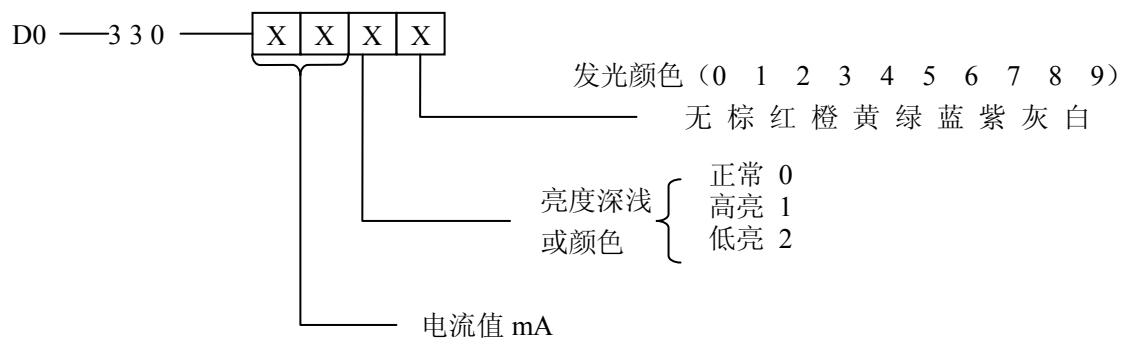 D0 330 X X X X
发光颜色（0 1 2 3 4 5 6 7 8 9）
无 棕 红 橙 黄 绿 蓝 紫 灰 白
亮度深浅
或颜色
正常 0
高亮 1
低亮 2
电流值 mA